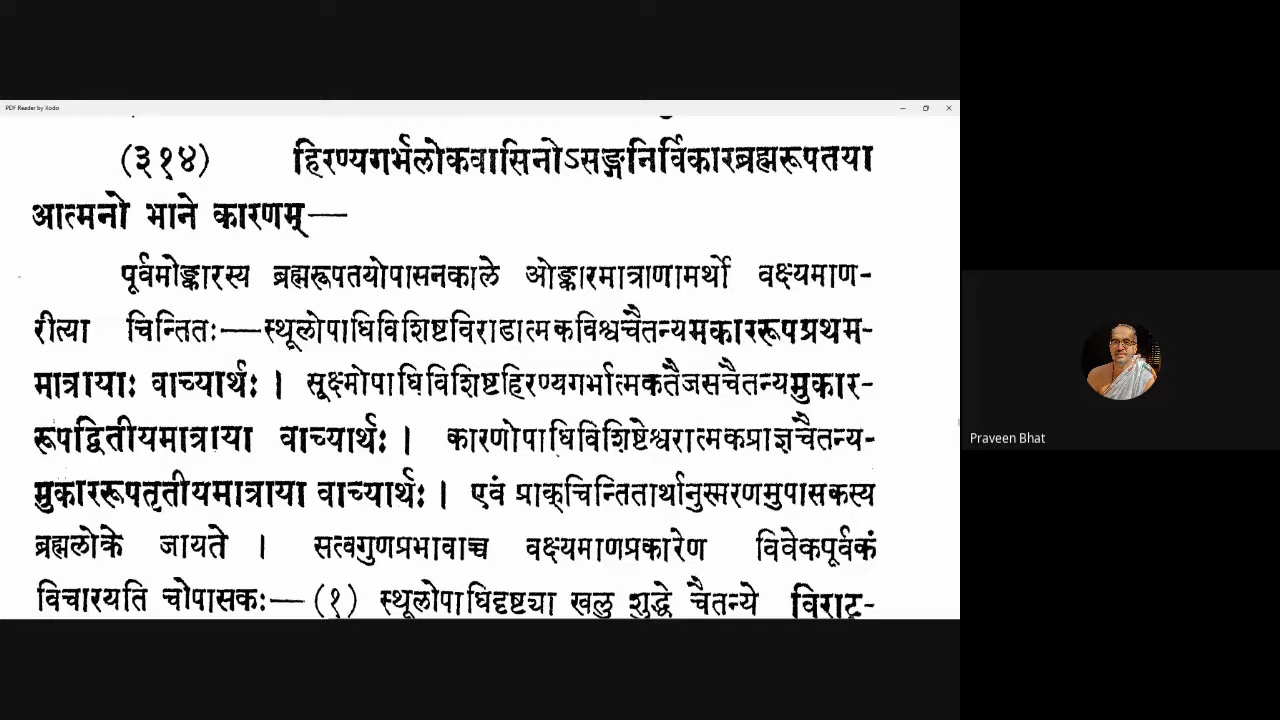 PDF Reader by Xodo
(३१४) हिरण्यगर्भलोकवासिनोऽसङ्गनिर्विकारब्रह्मरूपतया
आत्मनो भाने कारणम्—
पूर्वमोङ्कारस्य ब्रह्मरूपतयोपासनकाले ओङ्कारमात्राणामर्थो वक्ष्यमाण-
रीत्या चिन्तितः—स्थूलोपाधिविशिष्टविराडात्मकविश्वचैतन्यमकाररूपप्रथम-
मात्रायाः वाच्यार्थः । सूक्ष्मोपाधिविशिष्टहिरण्यगर्भात्मकतैजसचैतन्यमुकार-
रूपद्वितीयमात्राया वाच्यार्थः । कारणोपाधिविशिष्टेश्वरात्मकप्राज्ञचैतन्य-
मुकाररूपतृतीयमात्राया वाच्यार्थः । एवं प्राक्चिन्तितार्थानुस्मरणमुपासकस्य
ब्रह्मलोके जायते । सत्वगुणप्रभावाच्च वक्ष्यमाणप्रकारेण विवेकपूर्वकं
विचारयति चोपासकः—(१) स्थूलोपाधिदृष्ट्या खलु शुद्धे चैतन्ये विराट्-
Praveen Bhat